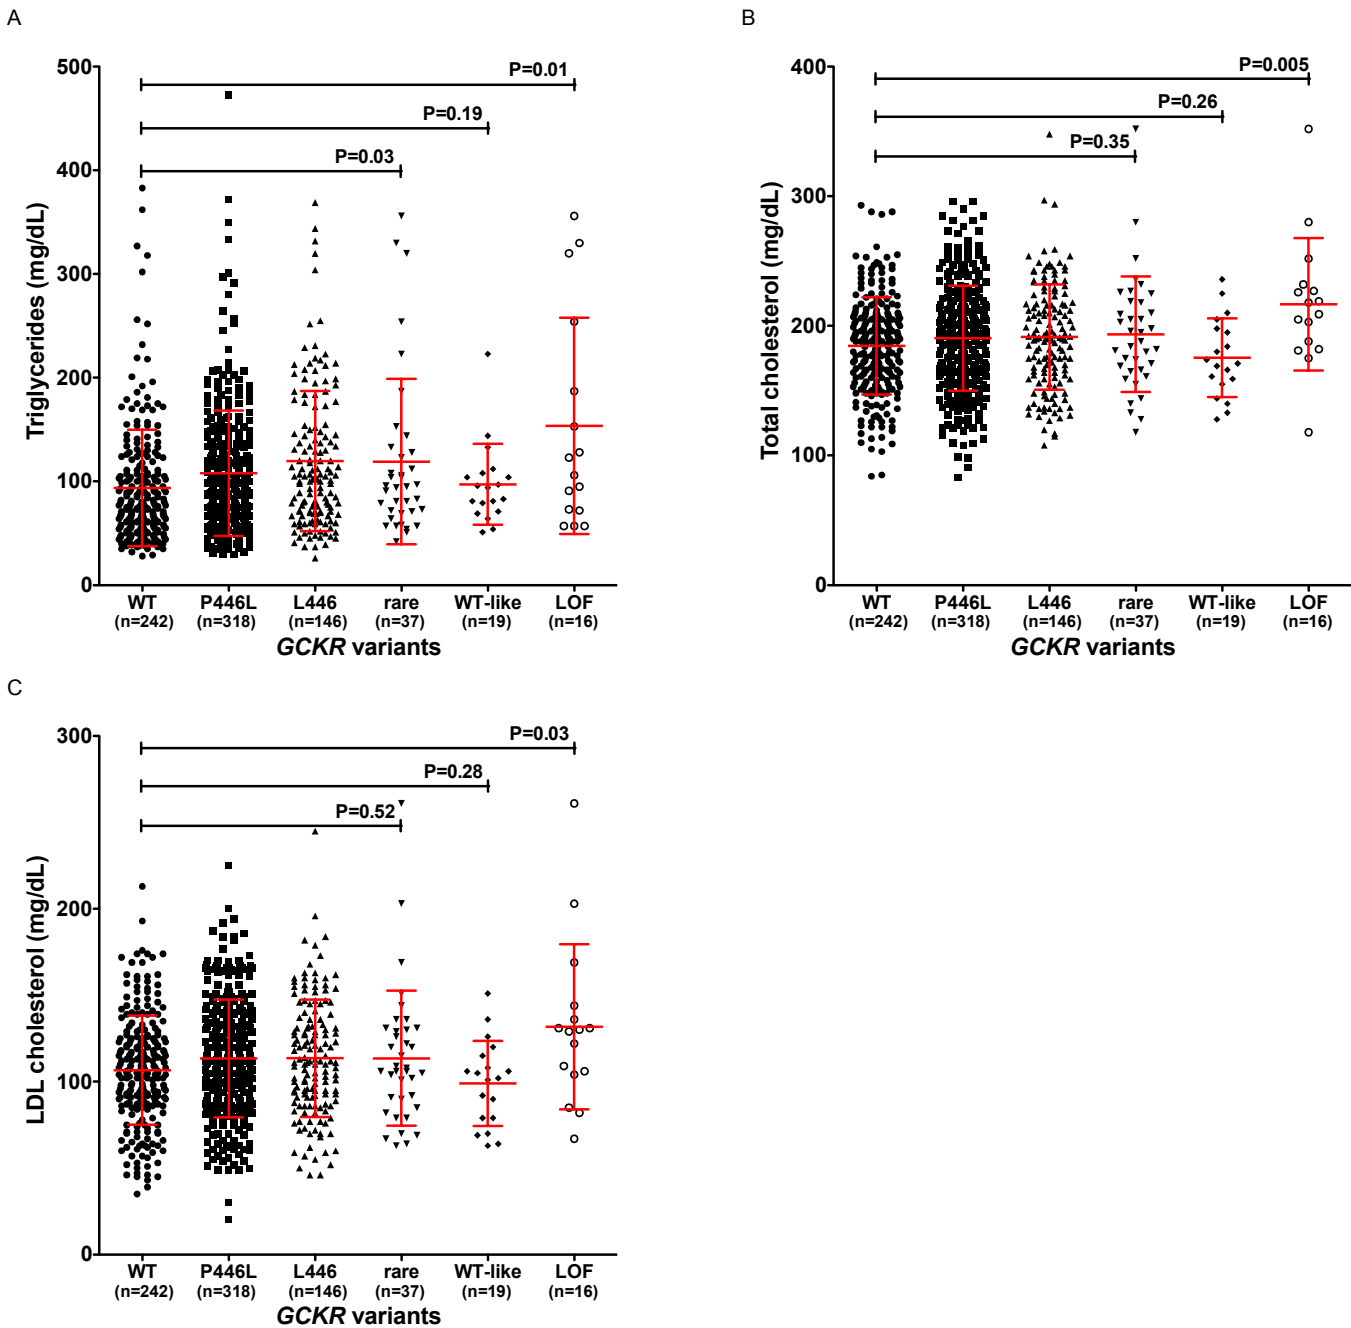 A
500
400
300
200
100
0
Triglycerides (mg/dL)
P=0.01
P=0.19
P=0.03
WT P446L L446 rare WT-like LOF
(n=242) (n=318) (n=146) (n=37) (n=19) (n=16)
GCKR variants
B
400
300
200
100
0
Total cholesterol (mg/dL)
P=0.005
P=0.26
P=0.35
WT P446L L446 rare WT-like LOF
(n=242) (n=318) (n=146) (n=37) (n=19) (n=16)
GCKR variants
C
300
200
100
0
LDL cholesterol (mg/dL)
P=0.03
P=0.28
P=0.52
WT P446L L446 rare WT-like LOF
(n=242) (n=318) (n=146) (n=37) (n=19) (n=16)
GCKR variants